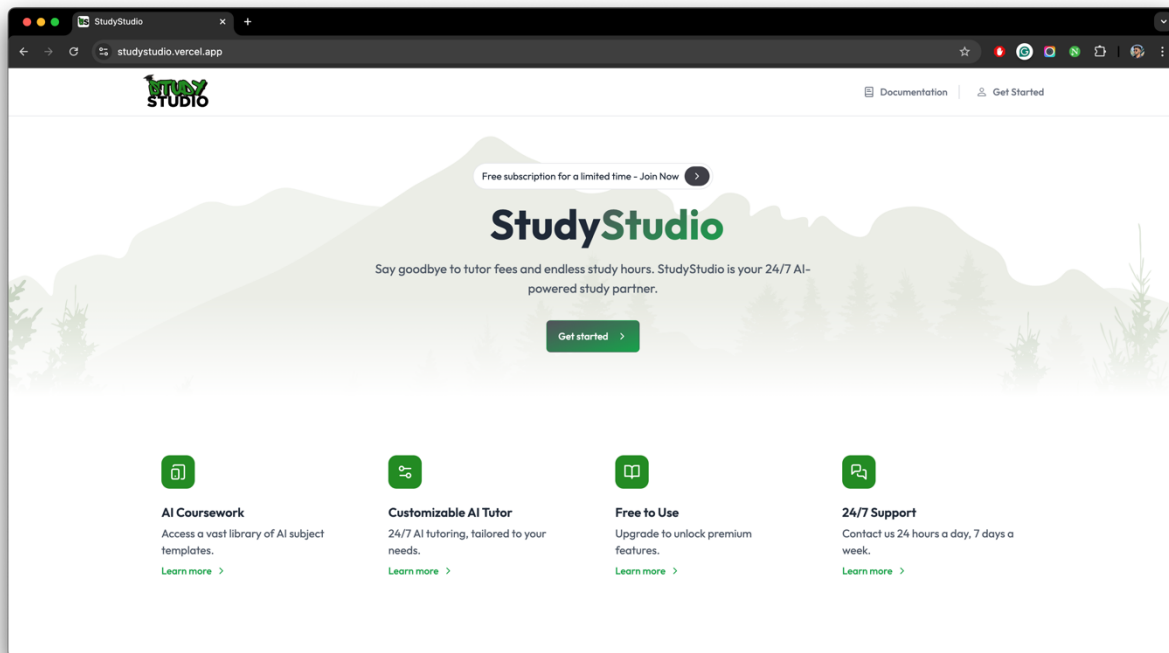 StudyStudio
studystudio.vercel.app
STUDY
STUDIO
Documentation
Get Started
Free subscription for a limited time - Join Now
StudyStudio
Say goodbye to tutor fees and endless study hours. StudyStudio is your 24/7 AI-
powered study partner.
Get started
AI Coursework
Access a vast library of AI subject
templates.
Learn more
Customizable AI Tutor
24/7 AI tutoring, tailored to your
needs.
Learn more
Free to Use
Upgrade to unlock premium
features.
Learn more
24/7 Support
Contact us 24 hours a day, 7 days a
week.
Learn more